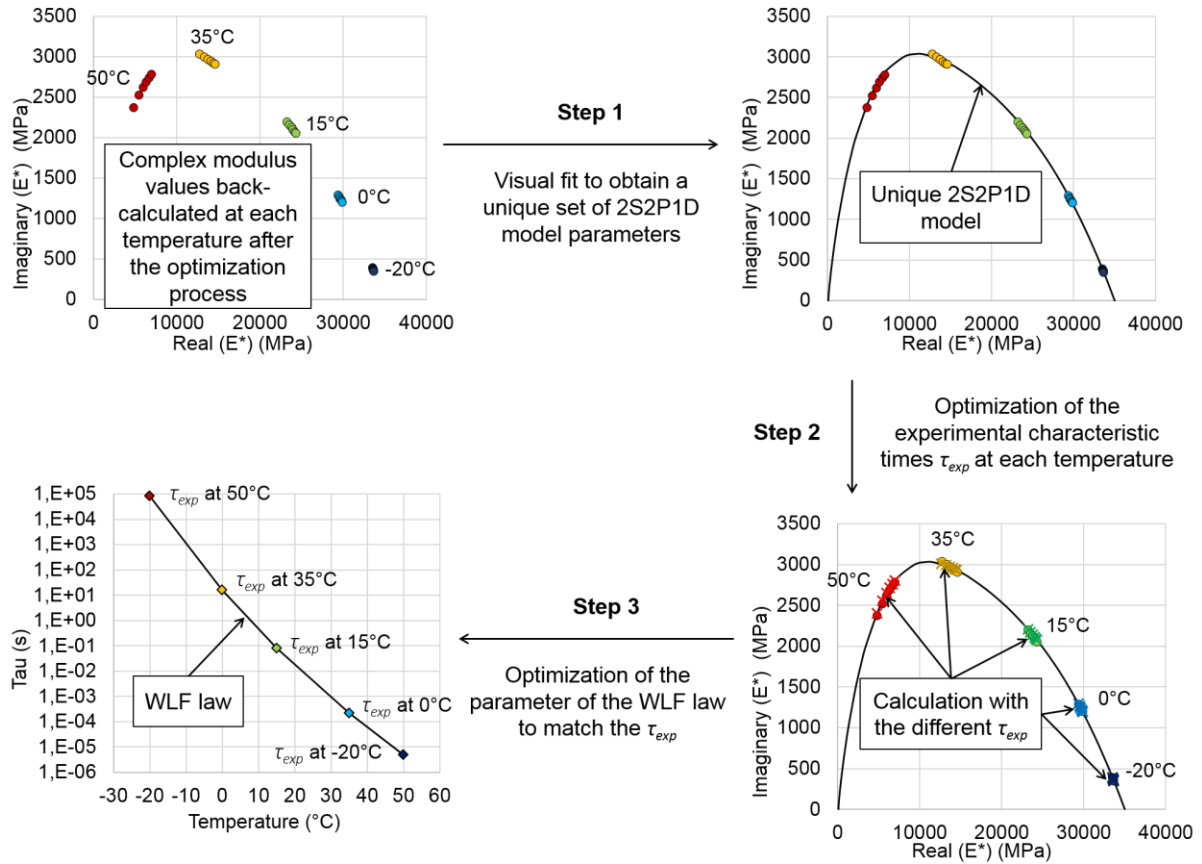 3500
3000
2500
2000
1500
1000
500
0
Imaginary (E*) (MPa)
35°C
50°C
15°C
0°C
-20°C
Complex modulus
values back-
calculated at each
temperature after
the optimization
process
0 10000 20000 30000 40000
Real (E*) (MPa)
Step 1
Visual fit to obtain a
unique set of 2S2P1D
model parameters
3500
3000
2500
2000
1500
1000
500
0
Imaginary (E*) (MPa)
Unique 2S2P1D
model
0 10000 20000 30000 40000
Real (E*) (MPa)
Step 2
Optimization of the
experimental characteristic
times τexp at each temperature
3500
3000
2500
2000
1500
1000
500
0
Imaginary (E*) (MPa)
35°C
50°C
15°C
0°C
-20°C
Calculation with
the different τexp
0 10000 20000 30000 40000
Real (E*) (MPa)
Step 3
Optimization of the
parameter of the WLF law
to match the τexp
1,E+05
1,E+04
1,E+03
1,E+02
1,E+01
1,E+00
1,E-01
1,E-02
1,E-03
1,E-04
1,E-05
1,E-06
Tau (s)
τexp at 50°C
τexp at 35°C
τexp at 15°C
τexp at 0°C
τexp at -20°C
WLF law
-30 -20 -10 0 10 20 30 40 50 60
Temperature (°C)